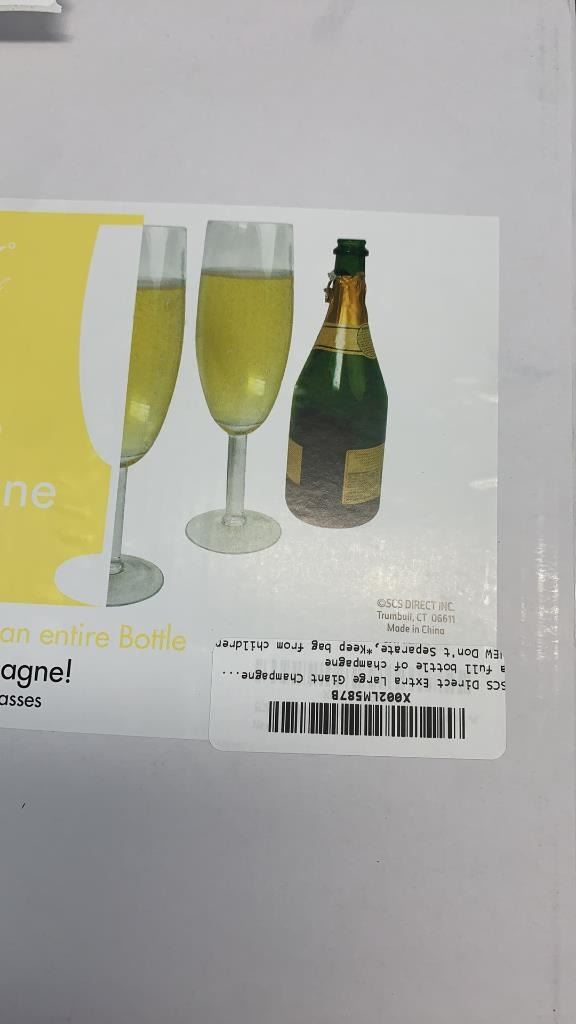 ne
an entire Bottle
agne!
asses
©SCS DIRECT INC.
Trumbull, CT 06611
Made in China
X002LM587B
SCS Direct Extra Large Giant Champagne...
a full bottle of champagne
EW Don't Separate,*Keep bag from childrer